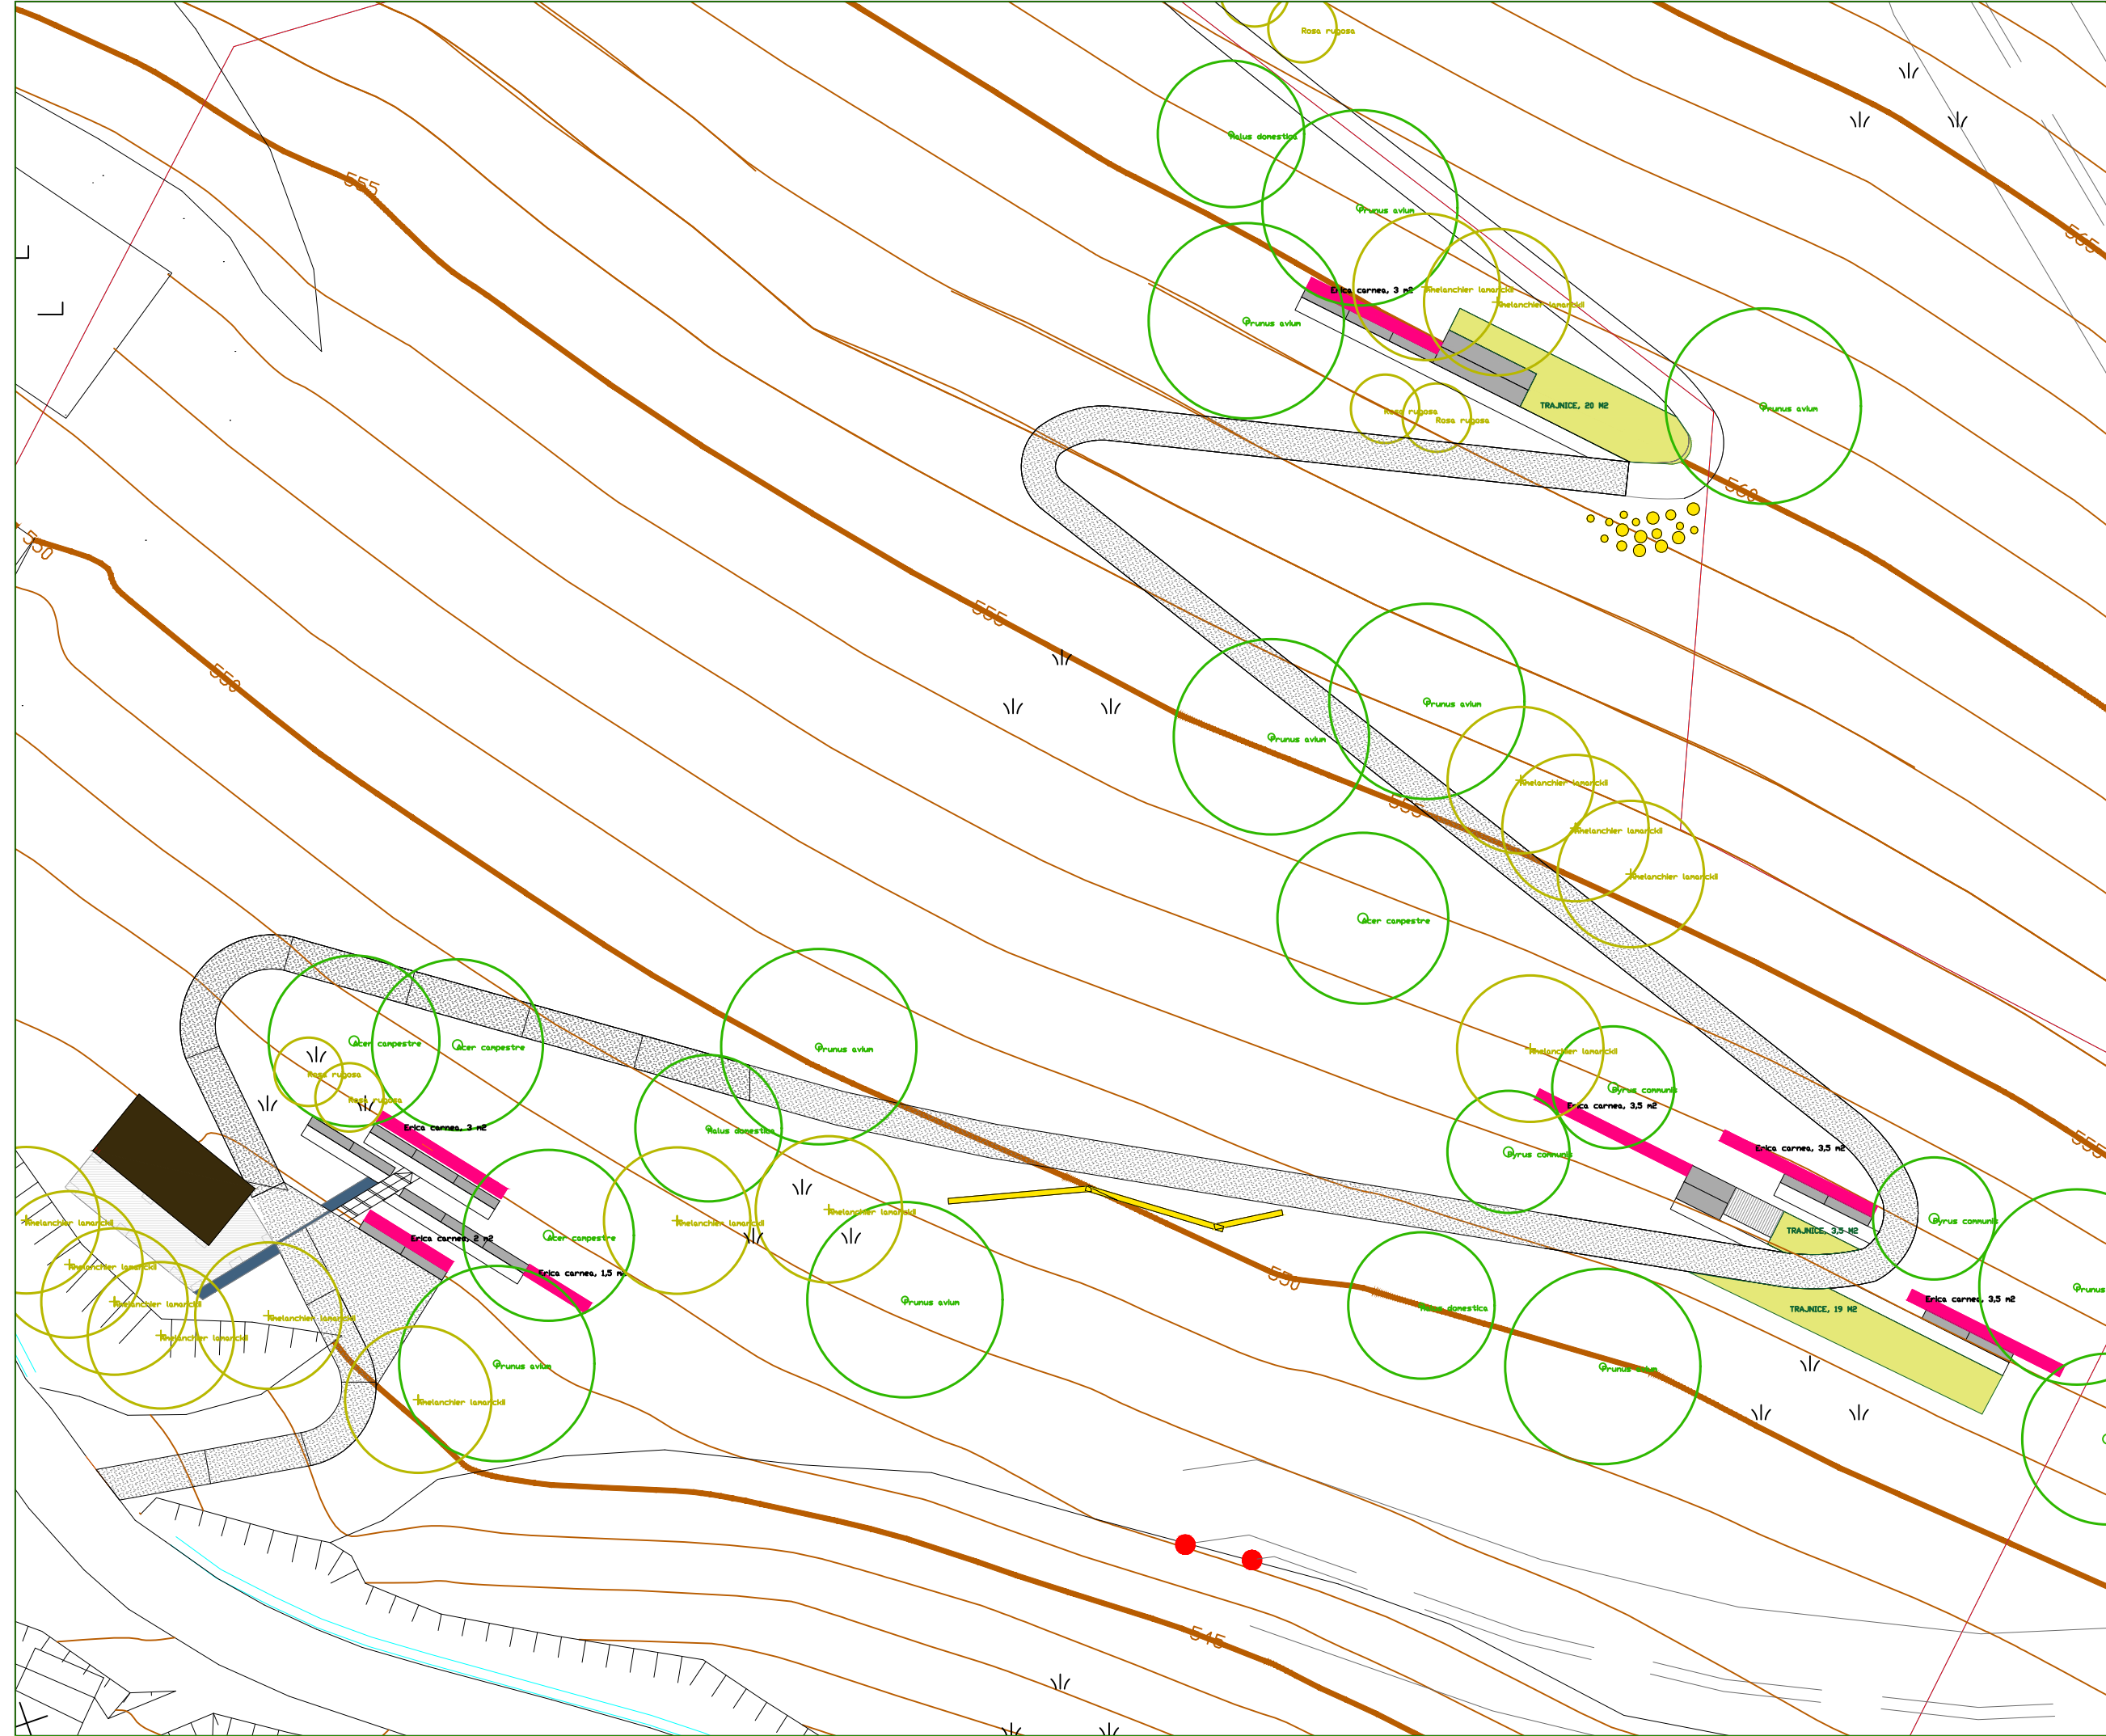 Rosa rugosa
Malus domestica
555
Prunus avium
565
Erica carnea, 3 m2
Amelanchier lamarckii
Amelanchier lamarckii
Prunus avium
TRAJNICE, 20 M2
Prunus avium
Rosa rugosa
Rosa rugosa
560
550
555
550
Prunus avium
Prunus avium
Amelanchier lamarckii
555
Amelanchier lamarckii
Amelanchier lamarckii
Acer campestre
Acer campestre
Acer campestre
Prunus avium
Amelanchier lamarckii
Rosa rugosa
Pyrus communis
Rosa rugosa
Erica carnea, 3,5 m2
Erica carnea, 3 m2
Malus domestica
Erica carnea, 3,5 m2
555
Pyrus communis
Amelanchier lamarckii
Amelanchier lamarckii
Amelanchier lamarckii
Pyrus communis
TRAJNICE, 3,5 M2
Erica carnea, 2 m2
Acer campestre
Amelanchier lamarckii
Erica carnea, 1,5 m
550
Prunus
Amelanchier lamarckii
Prunus avium
Erica carnea, 3,5 m2
Malus domestica
TRAJNICE, 19 M2
Amelanchier lamarckii
Amelanchier lamarckii
Prunus avium
Prunus avium
Amelanchier lamarckii
545